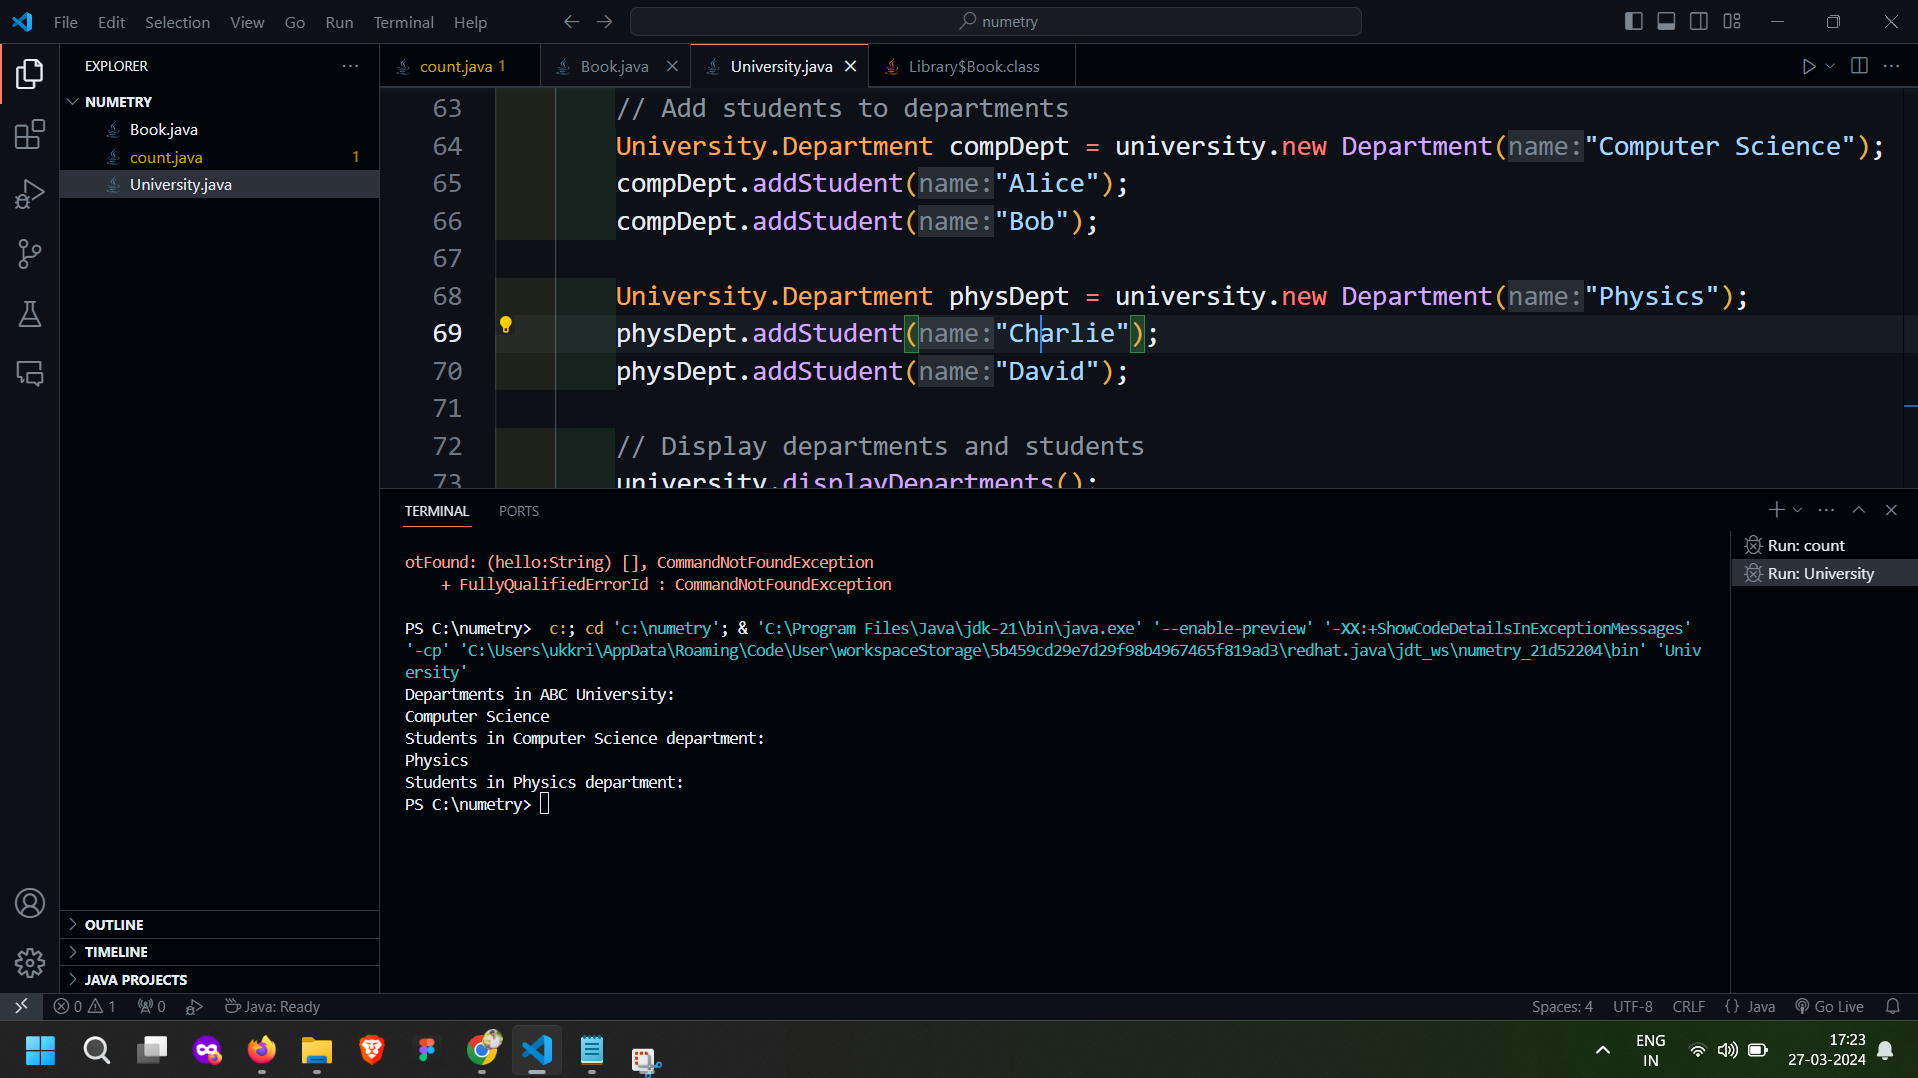 File Edit Selection View Go Run Terminal Help
numetry
EXPLORER
NUMETRY
Book.java
count.java 1
University.java
OUTLINE
TIMELINE
JAVA PROJECTS
count.java 1
Book.java
University.java
Library$Book.class
63 // Add students to departments
64 University.Department compDept = university.new Department(name:"Computer Science");
65 compDept.addStudent(name:"Alice");
66 compDept.addStudent(name:"Bob");
67
68 University.Department physDept = university.new Department(name:"Physics");
69 physDept.addStudent(name:"Charlie");
70 physDept.addStudent(name:"David");
71
72 // Display departments and students
73 university.displayDepartments();
TERMINAL PORTS
otFound: (hello:String) [], CommandNotFoundException
+ FullyQualifiedErrorId : CommandNotFoundException
PS C:\numetry>  c:; cd 'c:\numetry'; & 'C:\Program Files\Java\jdk-21\bin\java.exe' '--enable-preview' '-XX:+ShowCodeDetailsInExceptionMessages'
'-cp' 'C:\Users\ukkri\AppData\Roaming\Code\User\workspaceStorage\5b459cd29e7d29f98b4967465f819ad3\redhat.java\jdt_ws\numetry_21d52204\bin' 'Univ
ersity'
Departments in ABC University:
Computer Science
Students in Computer Science department:
Physics
Students in Physics department:
PS C:\numetry>
Run: count
Run: University
0 1 0 Java: Ready
Spaces: 4 UTF-8 CRLF {} Java Go Live
ENG
IN
17:23
27-03-2024